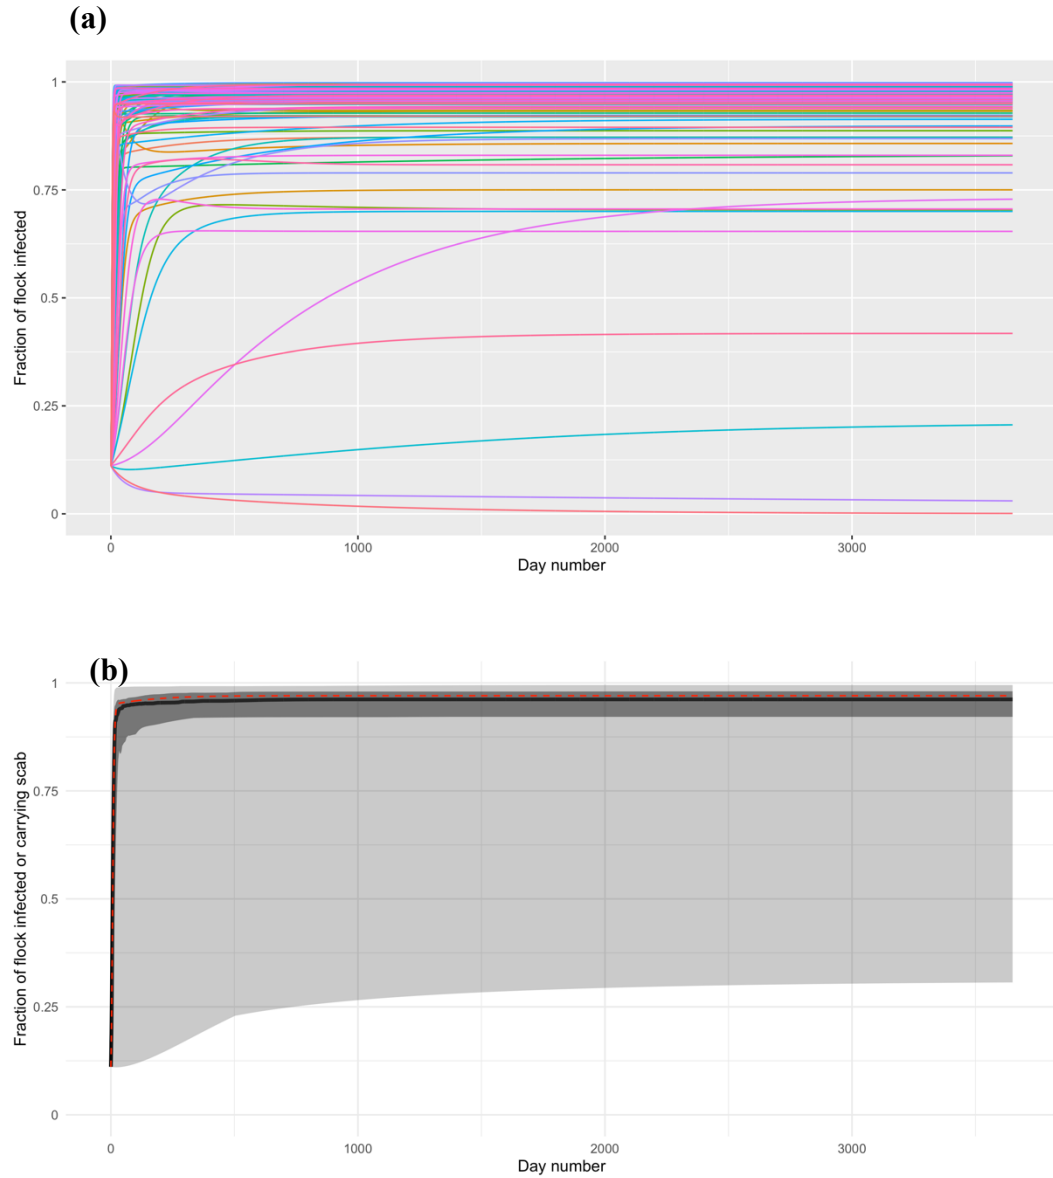 (a)
Fraction of flock infected
1
0.75
0.5
0.25
0
0 1000 2000 3000
Day number
(b)
Fraction of flock infected or carrying scab
1
0.75
0.5
0.25
0
0 1000 2000 3000
Day number